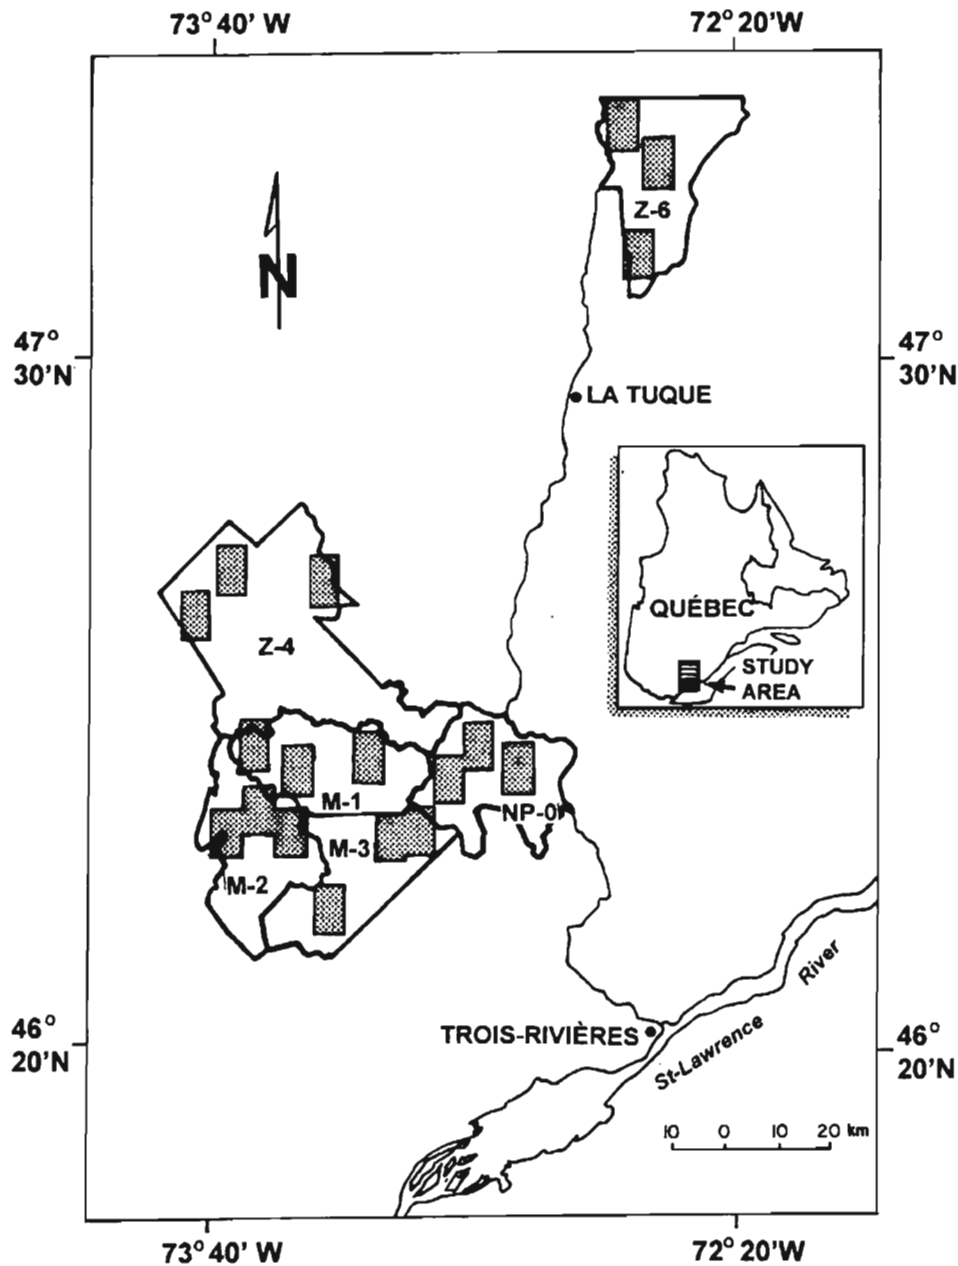 73° 40' W
72° 20' W
Z-6
N
47°
30'N
47°
30'N
LA TUQUE
QUÉBEC
STUDY
AREA
Z-4
M-1
NP-0
M-3
M-2
River
46°
20'N
TROIS-RIVIÈRES
St-Lawrence
46°
20'N
10 0 10 20 km
73° 40' W
72° 20' W